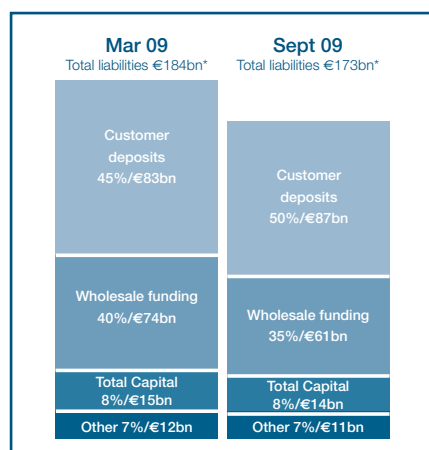 Mar 09
Total liabilities €184bn*
Customer
deposits
45%/€83bn
Wholesale funding
40%/€74bn
Total Capital
8%/€15bn
Other 7%/€12bn
Sept 09
Total liabilities €173bn*
Customer
deposits
50%/€87bn
Wholesale funding
35%/€61bn
Total Capital
8%/€14bn
Other 7%/€11bn